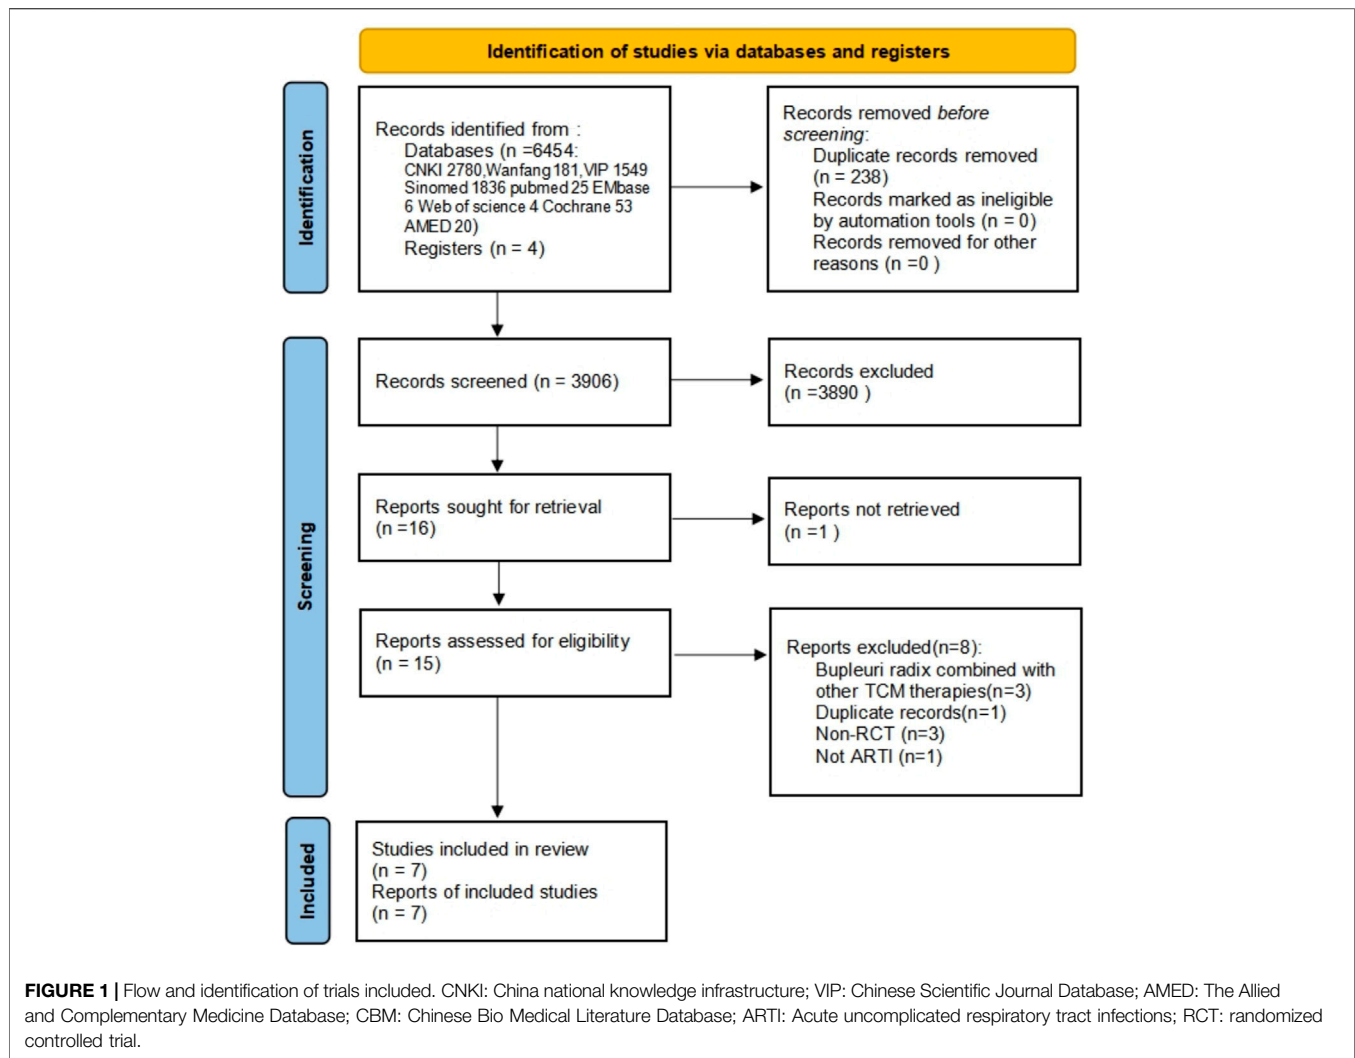 Identification of studies via databases and registers
Identification
Records identified from :
Databases (n =6454:
CNKI 2780,Wanfang 181,VIP 1549
Sinomed 1836 pubmed 25 EMbase
6 Web of science 4 Cochrane 53
AMED 20)
Registers (n = 4)
Records removed before
screening:
Duplicate records removed
(n = 238)
Records marked as ineligible
by automation tools (n = 0)
Records removed for other
reasons (n =0 )
Screening
Records screened (n = 3906)
Records excluded
(n =3890 )
Reports sought for retrieval
(n =16)
Reports not retrieved
(n =1 )
Reports assessed for eligibility
(n = 15)
Reports excluded(n=8):
Bupleuri radix combined with
other TCM therapies(n=3)
Duplicate records(n=1)
Non-RCT (n=3)
Not ARTI (n=1)
Included
Studies included in review
(n = 7)
Reports of included studies
(n = 7)
FIGURE 1 | Flow and identification of trials included. CNKI: China national knowledge infrastructure; VIP: Chinese Scientific Journal Database; AMED: The Allied
and Complementary Medicine Database; CBM: Chinese Bio Medical Literature Database; ARTI: Acute uncomplicated respiratory tract infections; RCT: randomized
controlled trial.